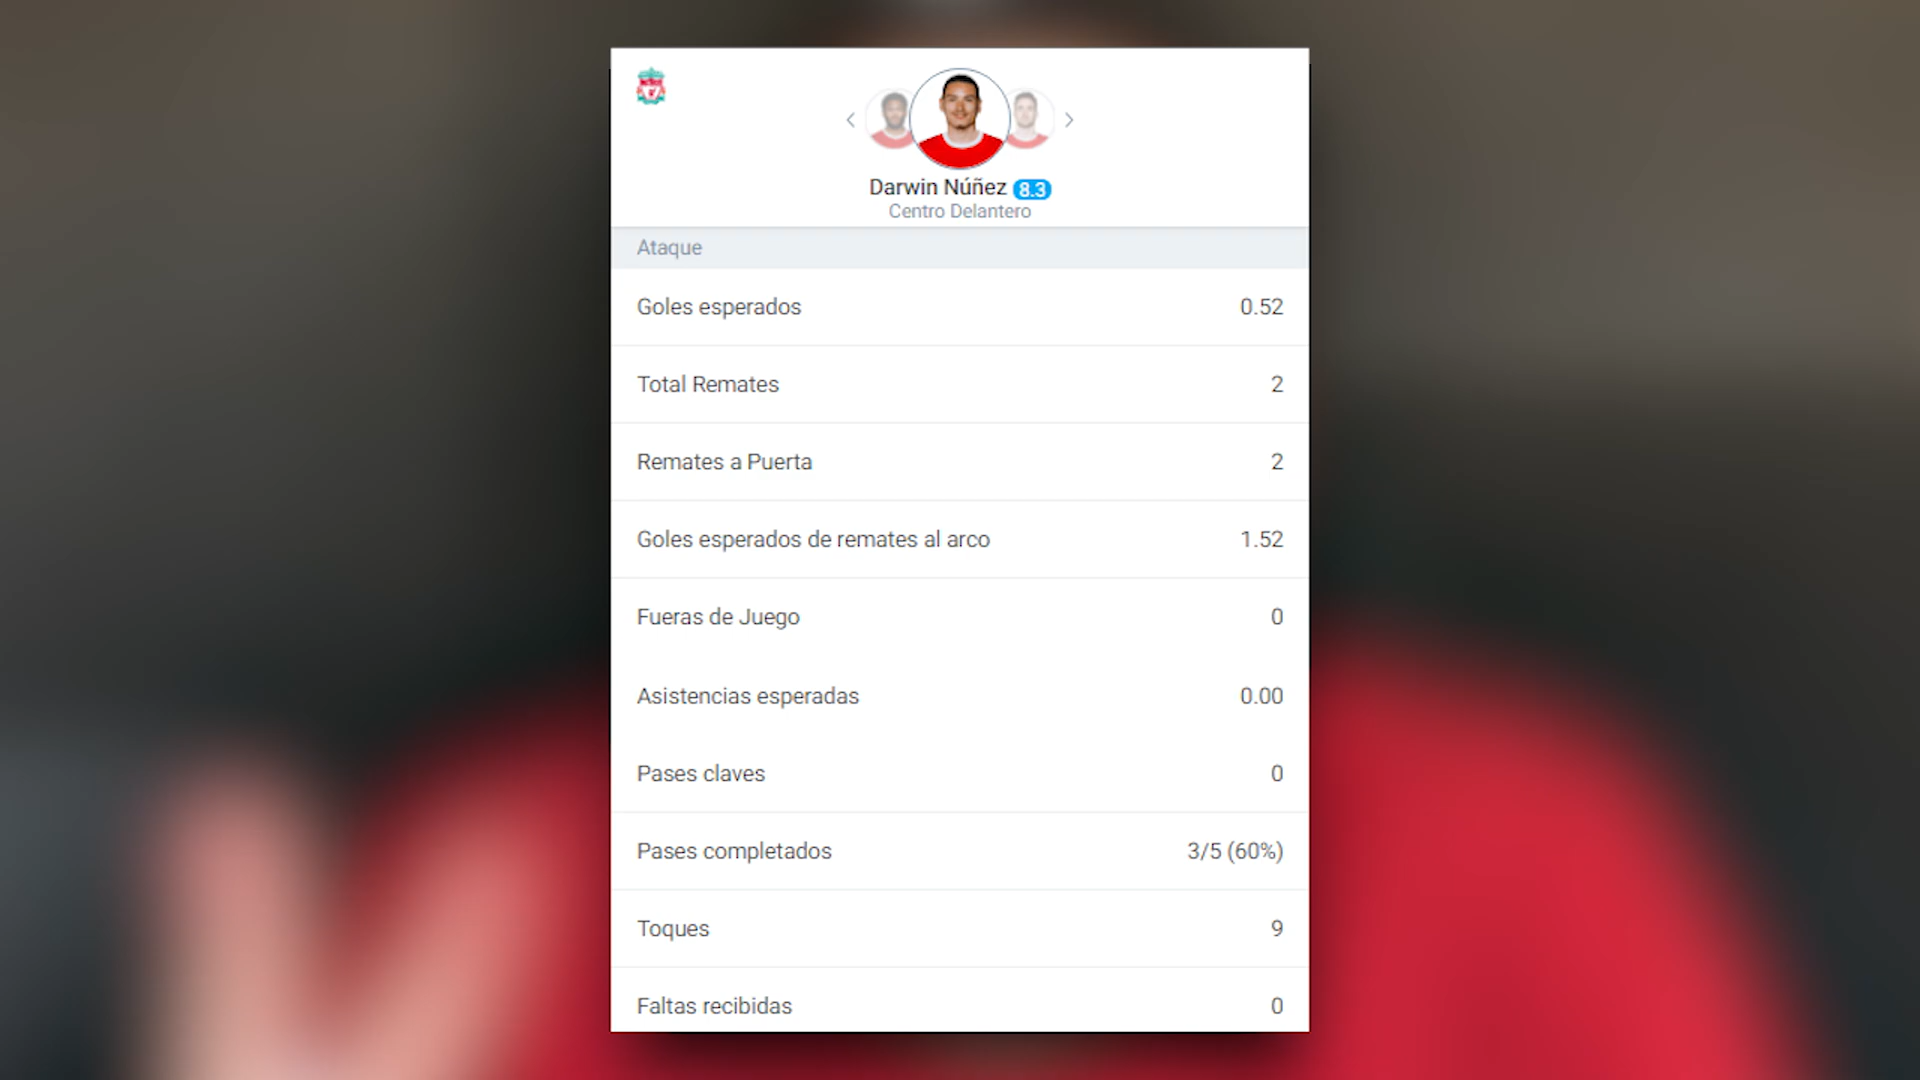 Darwin Núñez 8.3
Centro Delantero
Ataque
Goles esperados 0.52
Total Remates 2
Remates a Puerta 2
Goles esperados de remates al arco 1.52
Fueras de Juego 0
Asistencias esperadas 0.00
Pases claves 0
Pases completados 3/5 (60%)
Toques 9
Faltas recibidas 0